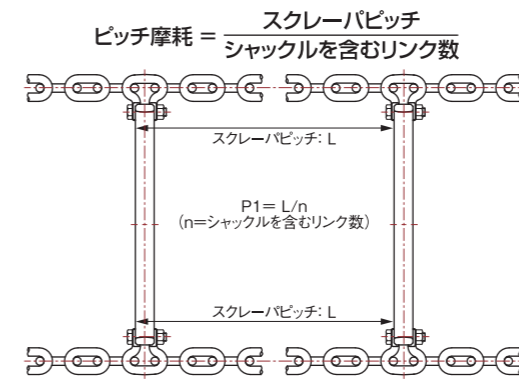 ピッチ摩耗 = スクレーパピッチ
シャックルを含むリンク数
スクレーパピッチ: L
P1= L/n
(n=シャックルを含むリンク数)
スクレーパピッチ: L